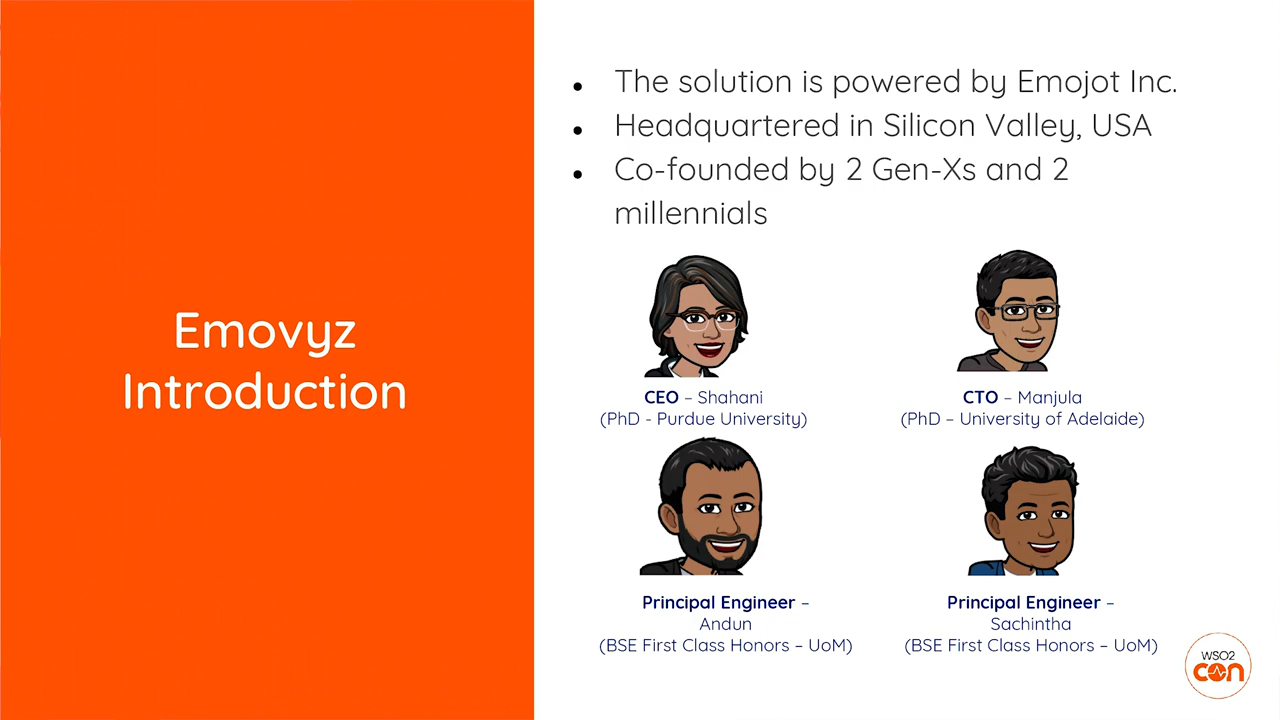 Emovyz
Introduction
• The solution is powered by Emojot Inc.
• Headquartered in Silicon Valley, USA
• Co-founded by 2 Gen-Xs and 2
millennials
CEO – Shahani
(PhD - Purdue University)
CTO – Manjula
(PhD – University of Adelaide)
Principal Engineer –
Andun
(BSE First Class Honors – UoM)
Principal Engineer –
Sachintha
(BSE First Class Honors – UoM)
WSO2
con